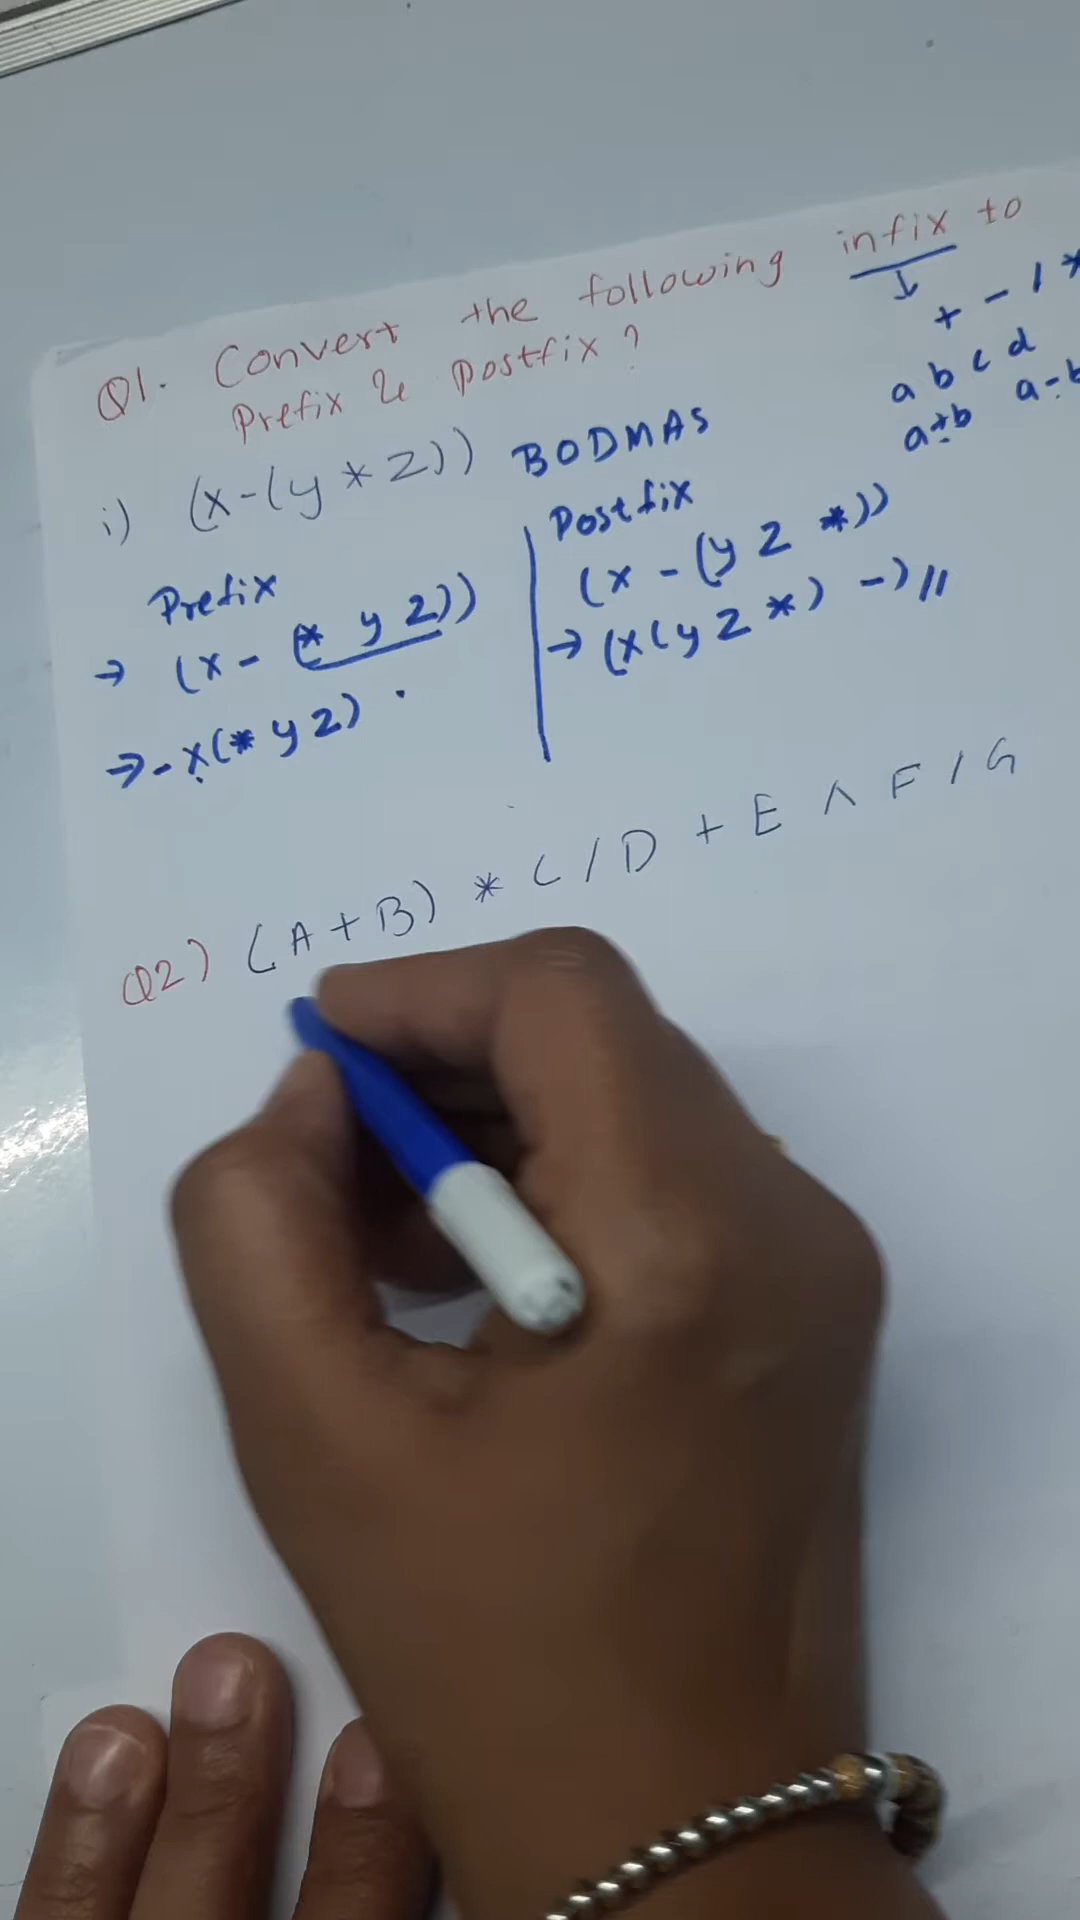 Q1. Convert the following infix to
Prefix & Postfix ?
+ - / *
a b c d
a+b a-b
i) (x-(y*z)) BODMAS
Prefix
→ (x - (* y z))
→ - x(* y z) .
Postfix
(x - (y z *))
→ (x(y z *) -) //
Q2) (A+B) * C / D + E ^ F / G